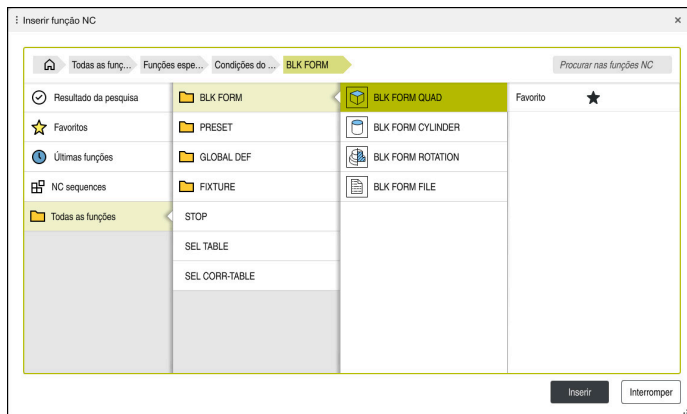 Inserir função NC
Todas as funç... Funções espe... Condições do ... BLK FORM
Procurar nas funções NC
Resultado da pesquisa
Favoritos
Últimas funções
NC sequences
Todas as funções
BLK FORM
PRESET
GLOBAL DEF
FIXTURE
STOP
SEL TABLE
SEL CORR-TABLE
BLK FORM QUAD
BLK FORM CYLINDER
BLK FORM ROTATION
BLK FORM FILE
Favorito
Inserir
Interromper